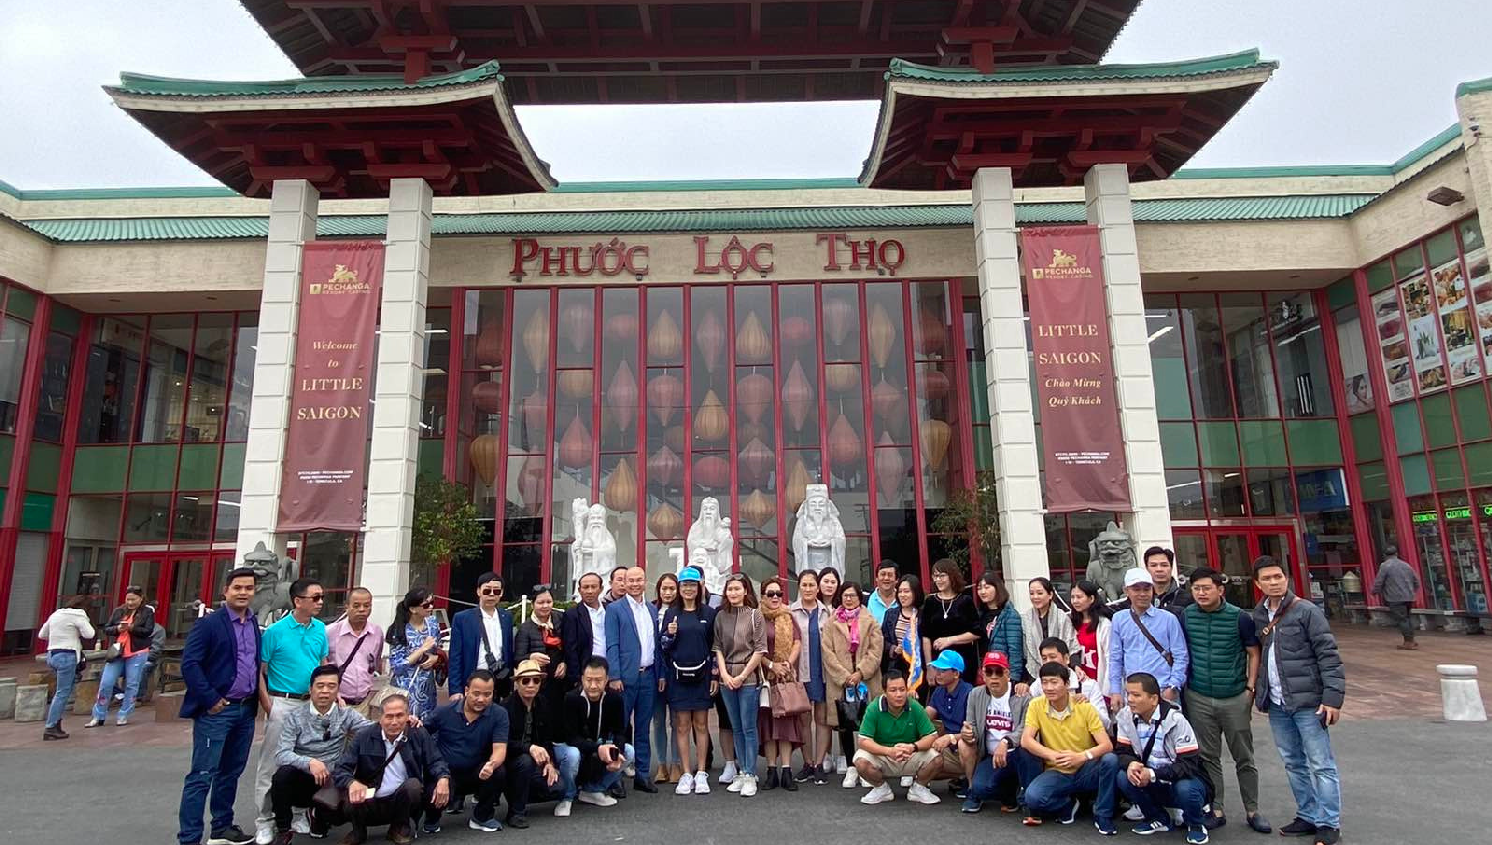 PHƯỚC LỘC THỌ
PECHANGA
RESORT CASINO
Welcome
to
LITTLE
SAIGON
PECHANGA
RESORT CASINO
LITTLE
SAIGON
Chào Mừng
Quý Khách